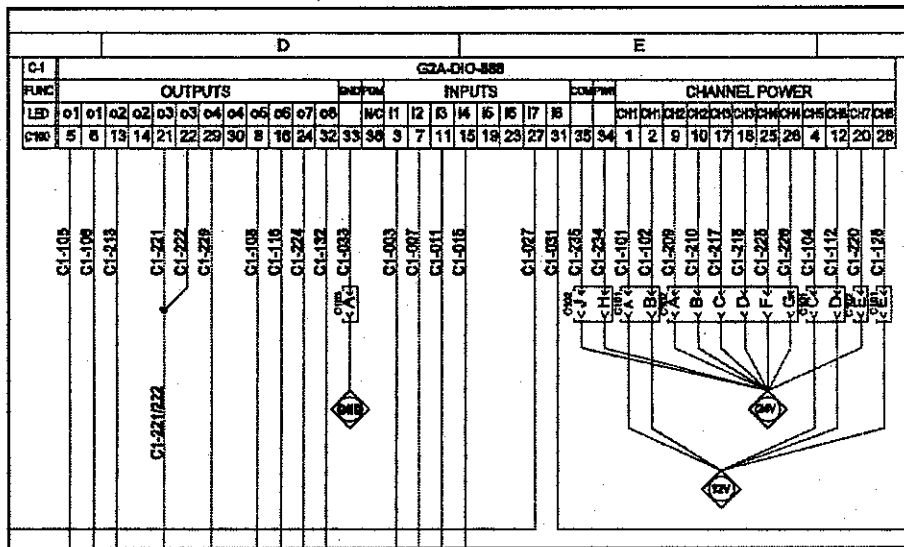 D E
C-1 G2A-DIO-888
FUNC OUTPUTS GND PWM INPUTS COM PWR CHANNEL POWER
LED o1 o1 o2 o2 o3 o3 o4 o4 o5 o6 o7 o8 N/C I1 I2 I3 I4 I5 I6 I7 I8 CH1 CH1 CH2 CH2 CH3 CH3 CH4 CH4 CH5 CH6 CH7 CH8
C100 5 6 13 14 21 22 29 30 8 16 24 32 33 36 3 7 11 15 19 23 27 31 35 34 1 2 9 10 17 18 25 26 4 12 20 28
C1-105 C1-106 C1-213 C1-221 C1-222 C1-229 C1-108 C1-116 C1-224 C1-132 C1-033 C1-003 C1-007 C1-011 C1-015 C1-027 C1-031 C1-235 C1-234 C1-101 C1-102 C1-209 C1-210 C1-217 C1-218 C1-225 C1-226 C1-104 C1-112 C1-220 C1-128
A C102 J H C101 A B A B C D F G C D E E
C1-221/222
GND 24V
12V